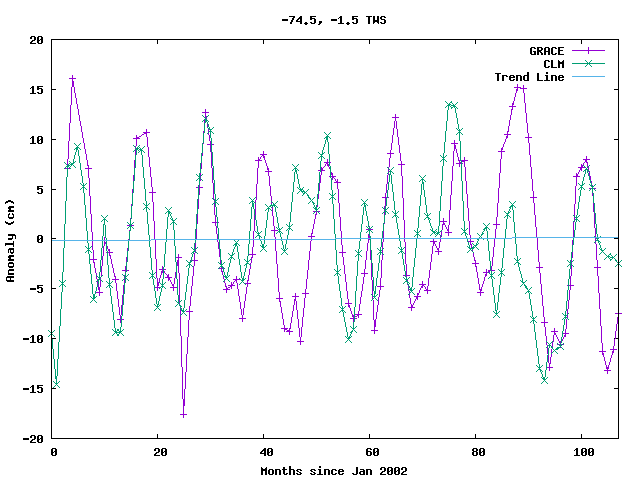 -74.5, -1.5 TWS
GRACE
CLM
Trend Line
20
15
10
5
0
-5
-10
-15
-20
Anomaly (cm)
0 20 40 60 80 100
Months since Jan 2002